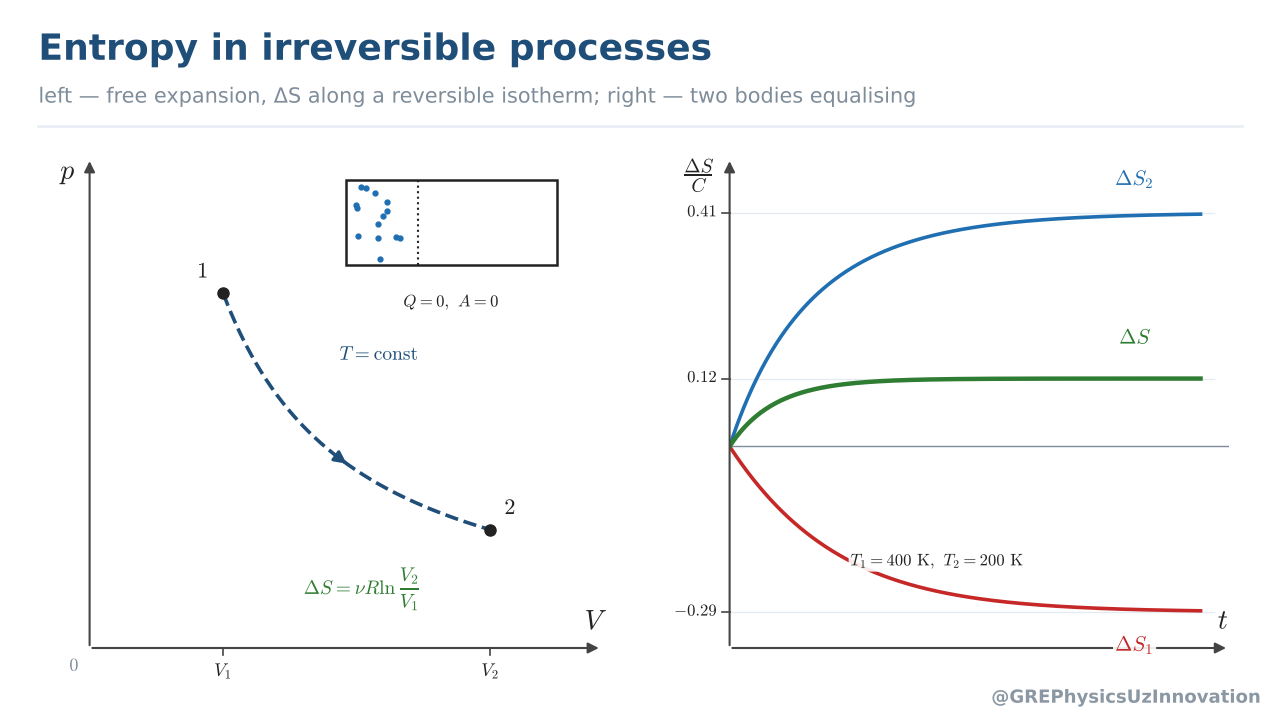 Entropy in irreversible processes
left — free expansion, ΔS along a reversible isotherm; right — two bodies equalising
p
1
Q = 0, A = 0
T = const
2
ΔS = νR ln V₂/V₁
V
0
V₁
V₂
ΔS/C
0.41
ΔS₂
ΔS
0.12
T₁ = 400 K, T₂ = 200 K
−0.29
t
ΔS₁
@GREPhysicsUzInnovation